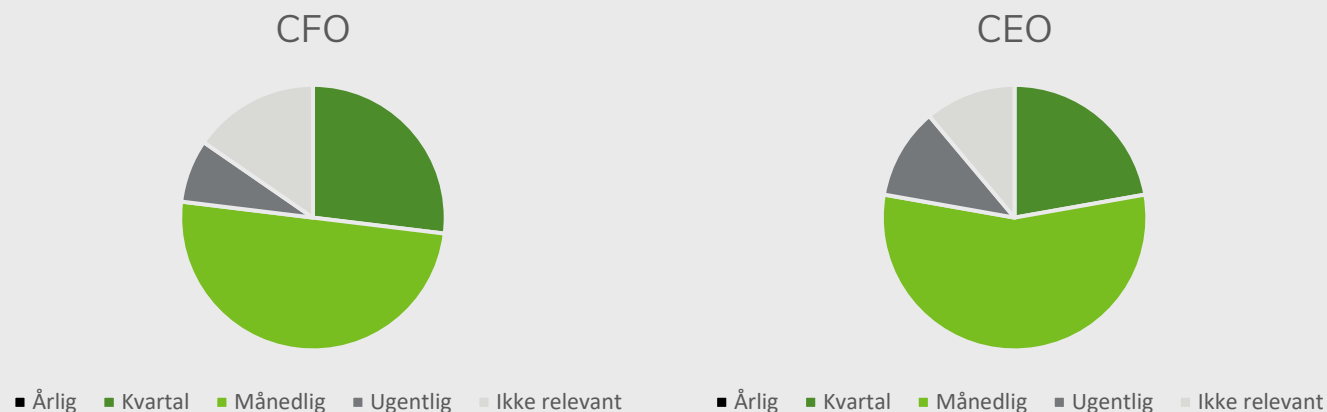 CFO
Årlig Kvartal Månedlig Ugentlig Ikke relevant
CEO
Årlig Kvartal Månedlig Ugentlig Ikke relevant